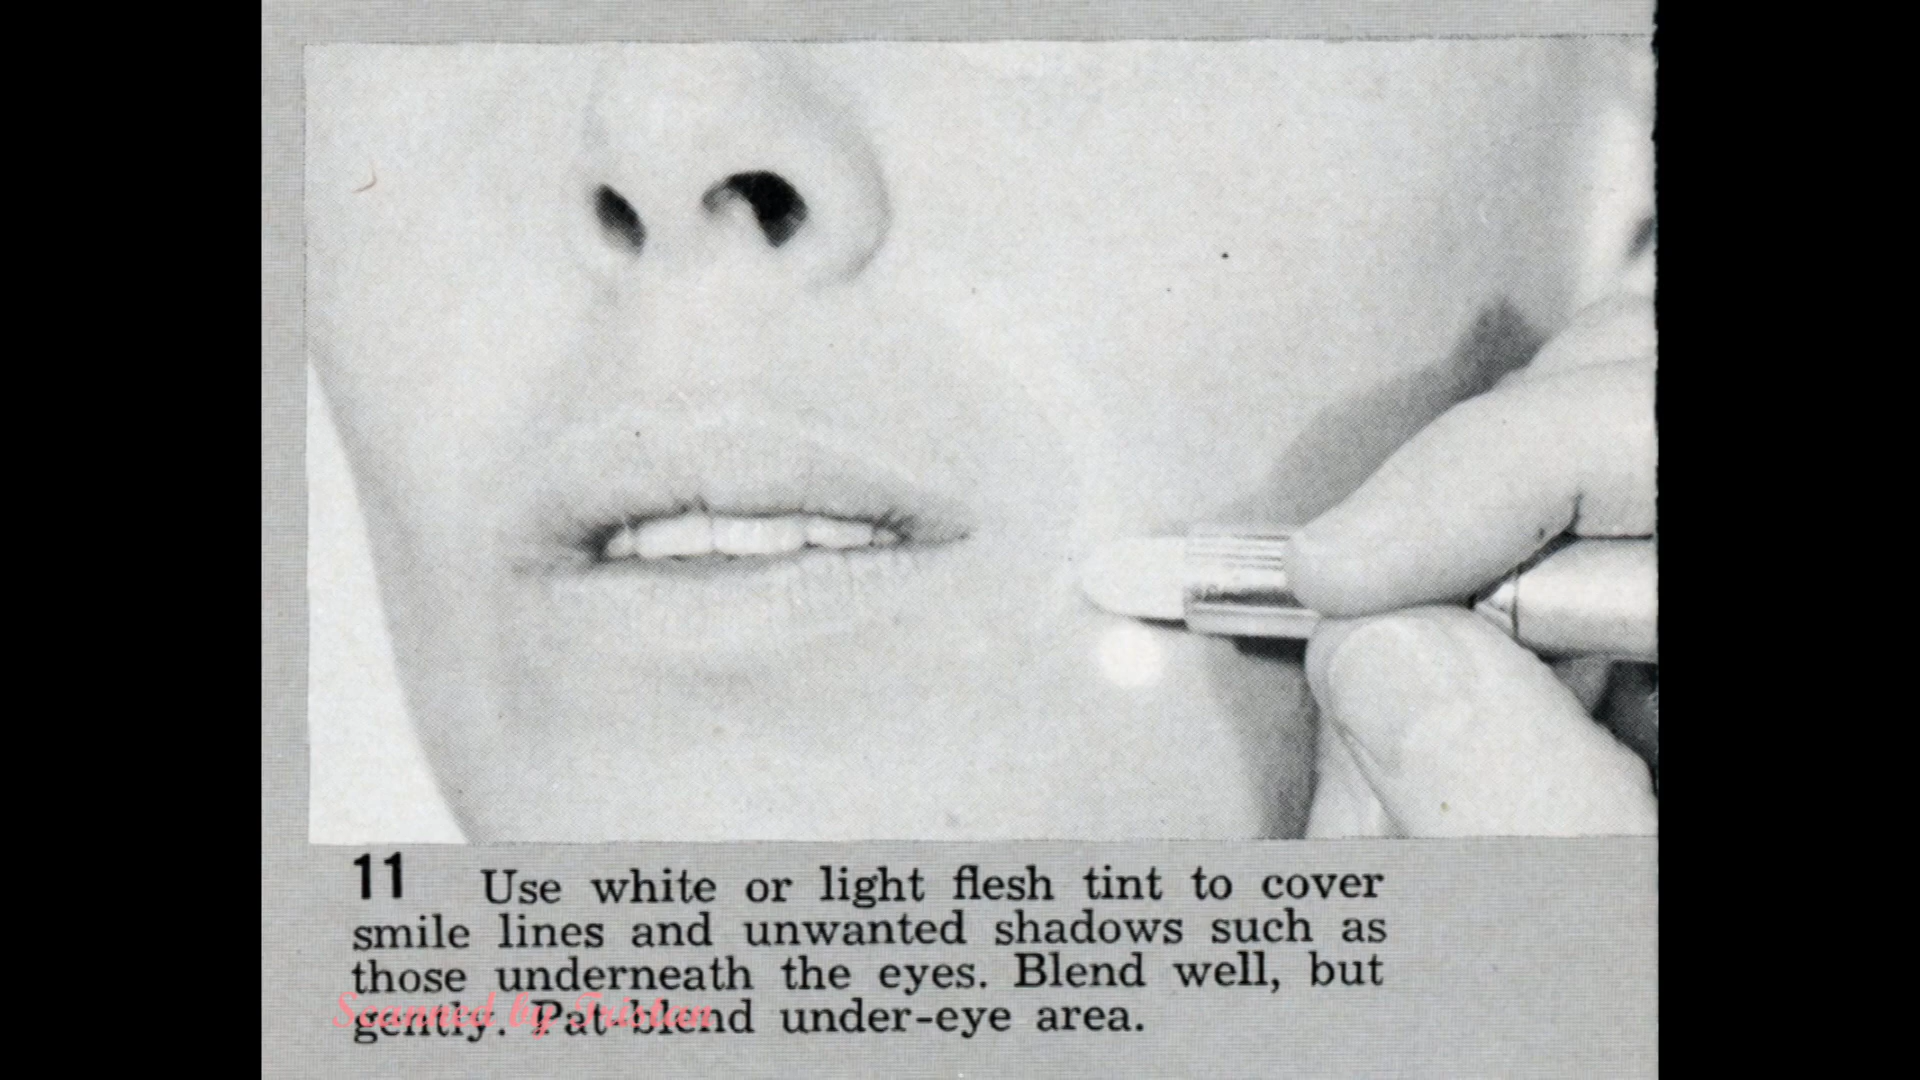 11 Use white or light flesh tint to cover
smile lines and unwanted shadows such as
those underneath the eyes. Blend well, but
gently. Pat-blend under-eye area.
Scanned by Tristan